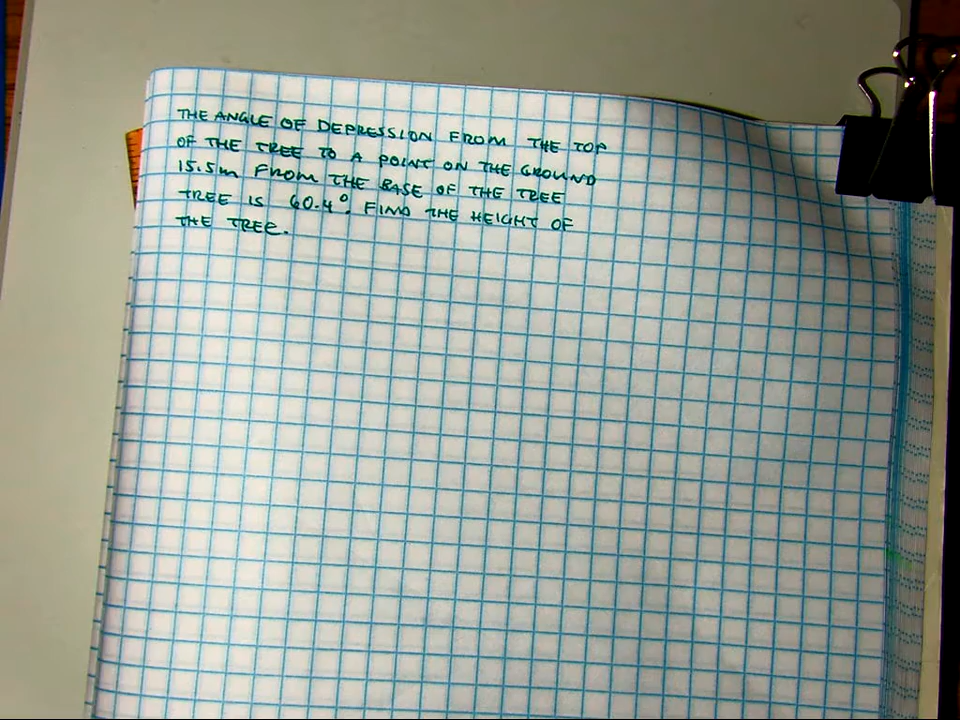 THE ANGLE OF DEPRESSION FROM THE TOP
OF THE TREE TO A POINT ON THE GROUND
15.5m FROM THE BASE OF THE TREE
TREE IS 60.4°. FIND THE HEIGHT OF
THE TREE.